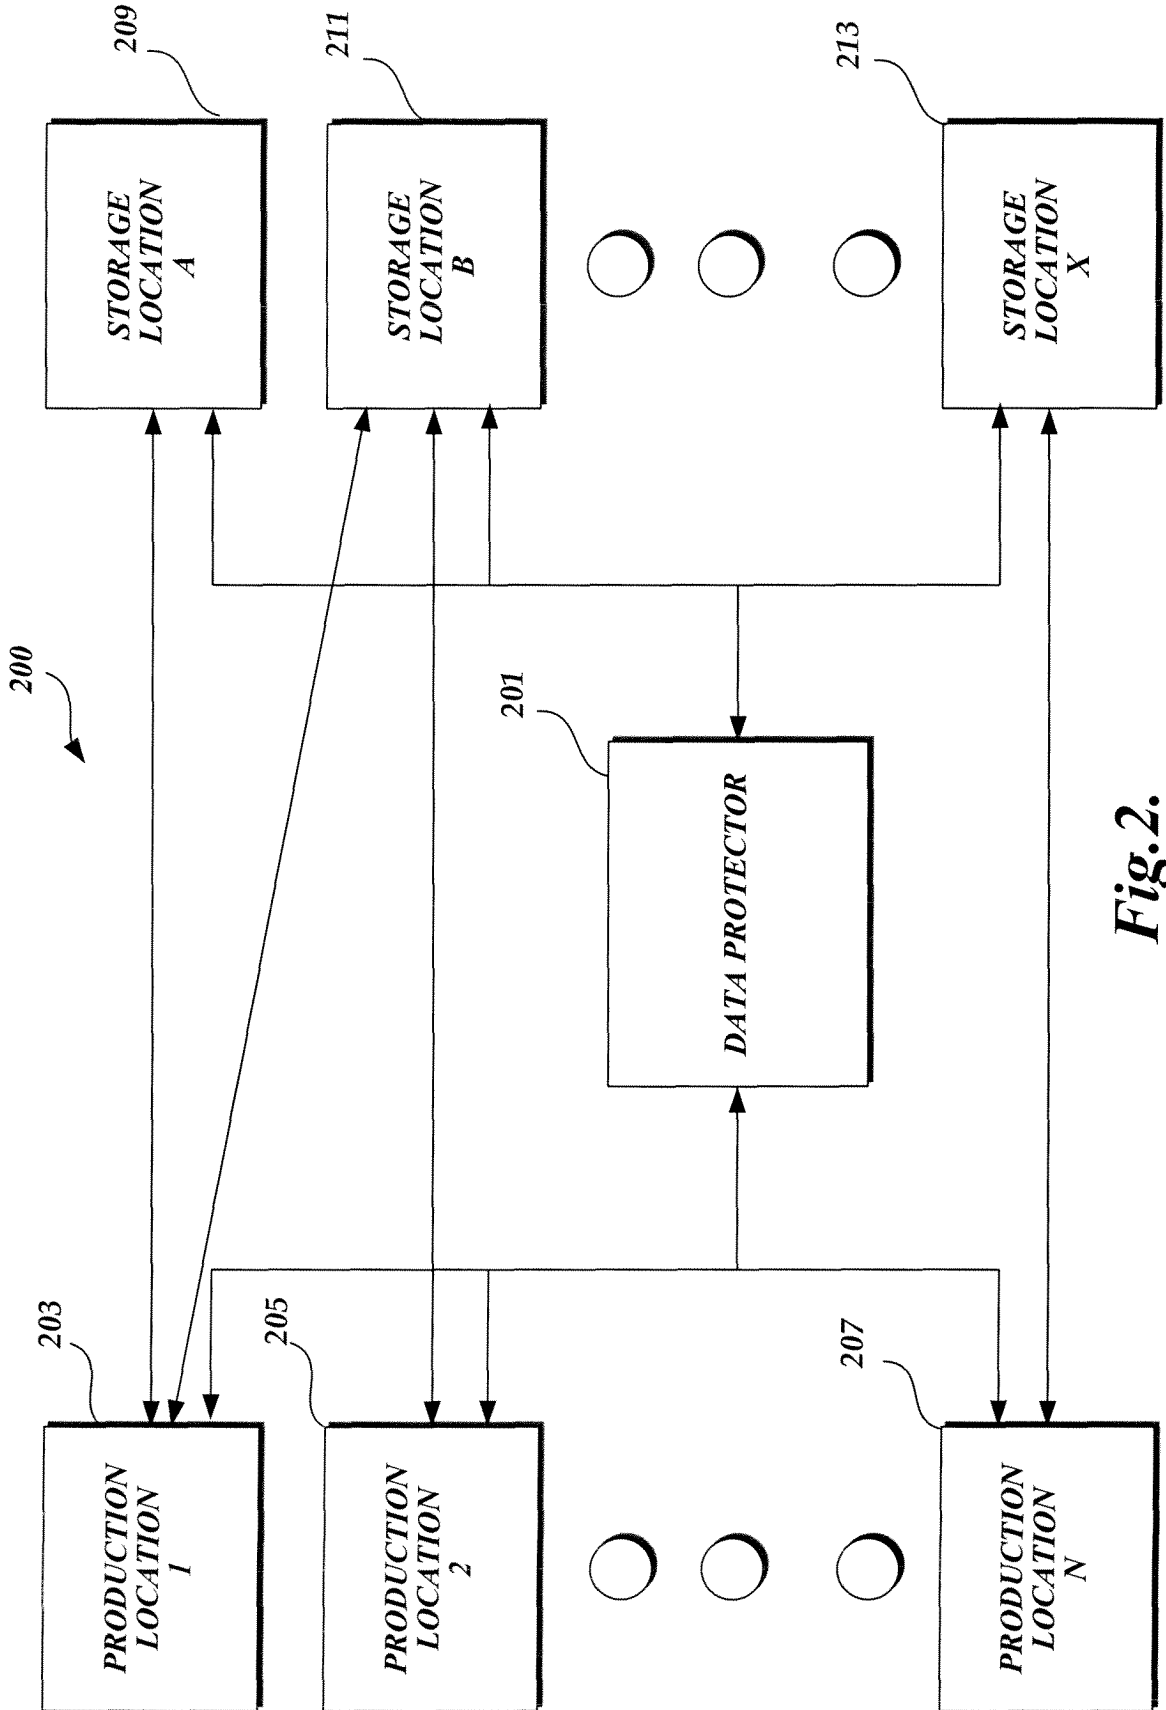 200
203
PRODUCTION
LOCATION
1
209
STORAGE
LOCATION
A
205
PRODUCTION
LOCATION
2
211
STORAGE
LOCATION
B
201
DATA PROTECTOR
207
PRODUCTION
LOCATION
N
213
STORAGE
LOCATION
X
Fig.2.